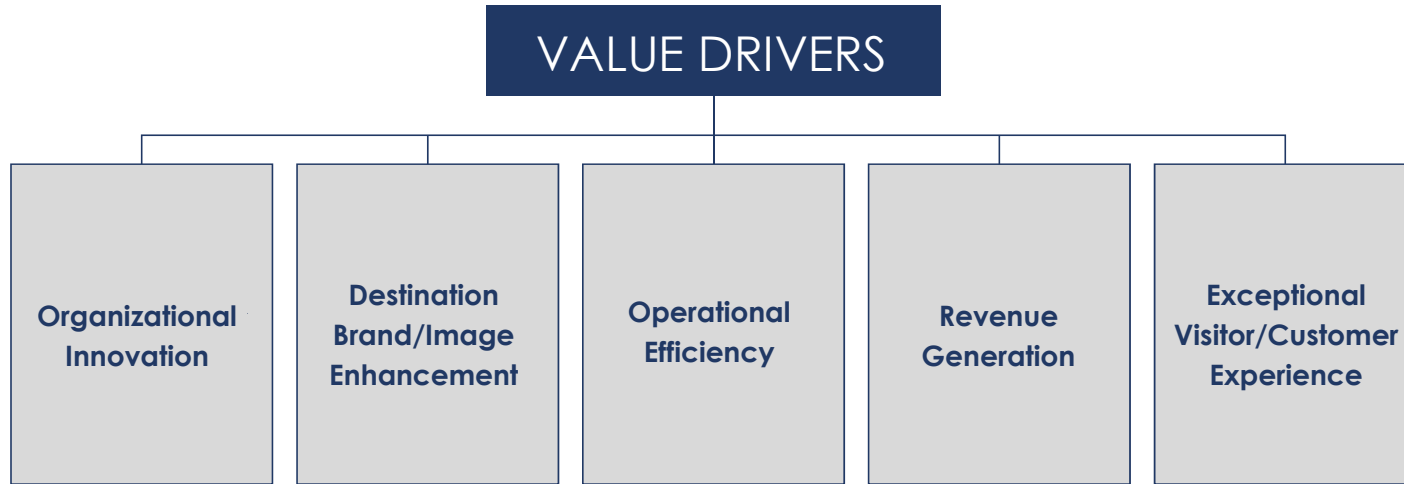 VALUE DRIVERS
Organizational
Innovation
Destination
Brand/Image
Enhancement
Operational
Efficiency
Revenue
Generation
Exceptional
Visitor/Customer
Experience